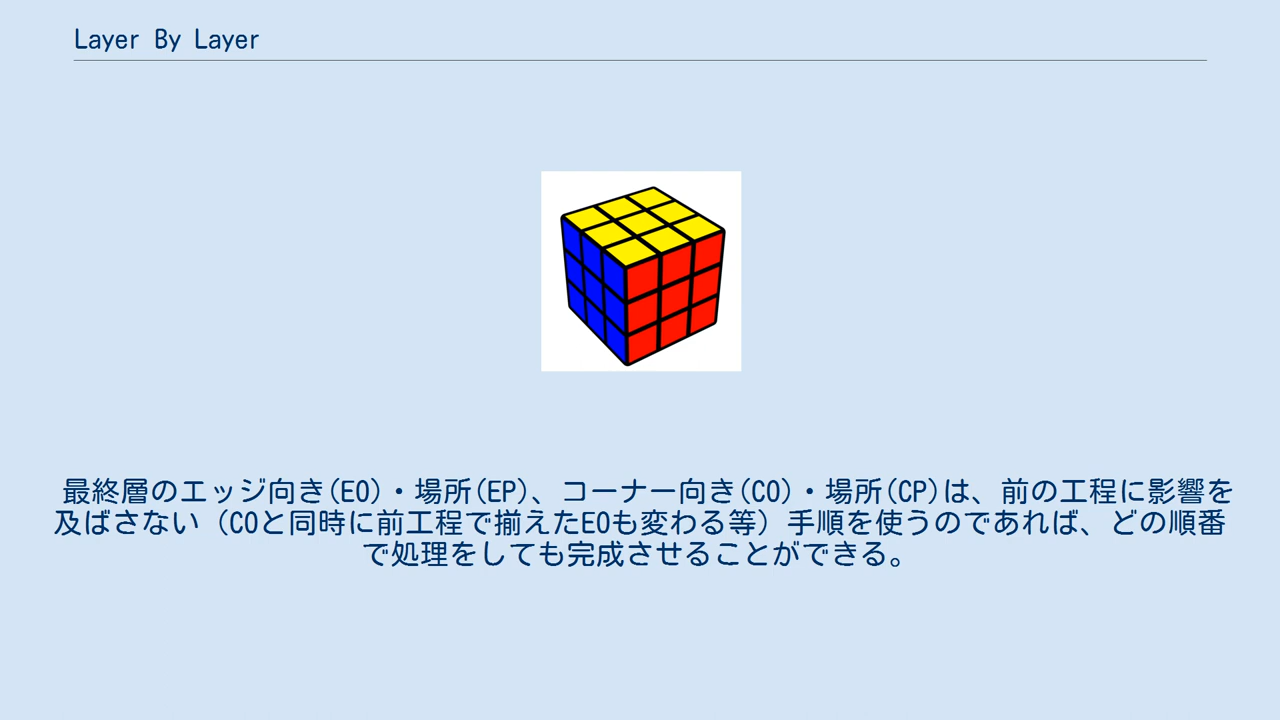 Layer By Layer
最終層のエッジ向き(EO)・場所(EP)、コーナー向き(CO)・場所(CP)は、前の工程に影響を
及ばさない（COと同時に前工程で揃えたEOも変わる等）手順を使うのであれば、どの順番
で処理をしても完成させることができる。